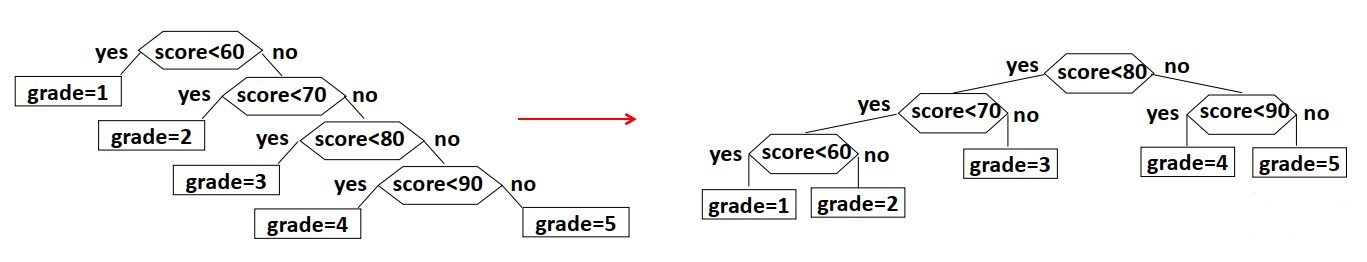 yes score<60 no
grade=1
yes score<70 no
grade=2
yes score<80 no
grade=3
yes score<90 no
grade=4
grade=5
yes score<80 no
yes score<70 no
yes score<90 no
yes score<60 no
grade=3
grade=4
grade=5
grade=1
grade=2